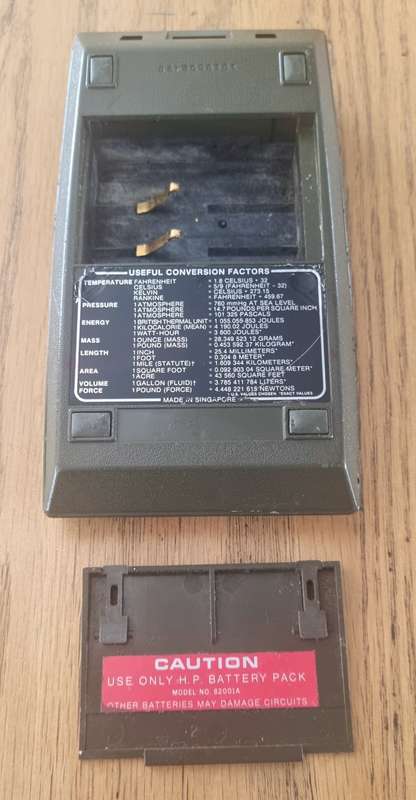 USEFUL CONVERSION FACTORS
TEMPERATURE FAHRENHEIT = 1.8 CELSIUS + 32
CELSIUS = 5/9 (FAHRENHEIT - 32)
KELVIN = CELSIUS + 273.15
RANKINE = FAHRENHEIT + 459.67
PRESSURE 1 ATMOSPHERE = 760 mmHg AT SEA LEVEL
1 ATMOSPHERE = 14.7 POUNDS PER SQUARE INCH
1 ATMOSPHERE = 101 325 PASCALS
ENERGY 1 BRITISH THERMAL UNIT = 1 055.055 853 JOULES
1 KILOCALORIE (MEAN) = 4 190.02 JOULES
1 WATT-HOUR = 3 600 JOULES*
MASS 1 OUNCE (MASS) = 28.349 523 12 GRAMS
1 POUND (MASS) = 0.453 592 37 KILOGRAM*
LENGTH 1 INCH = 25.4 MILLIMETERS*
1 FOOT = 0.304 8 METER*
1 MILE (STATUTE)† = 1.609 344 KILOMETERS*
AREA 1 SQUARE FOOT = 0.092 903 04 SQUARE METER*
1 ACRE = 43 560 SQUARE FEET
VOLUME 1 GALLON (FLUID)† = 3.785 411 784 LITERS*
FORCE 1 POUND (FORCE) = 4.448 221 615 NEWTONS
† U.S. VALUES CHOSEN *EXACT VALUES
MADE IN SINGAPORE
CAUTION
USE ONLY H.P. BATTERY PACK
MODEL NO. 82001A
OTHER BATTERIES MAY DAMAGE CIRCUITS
2